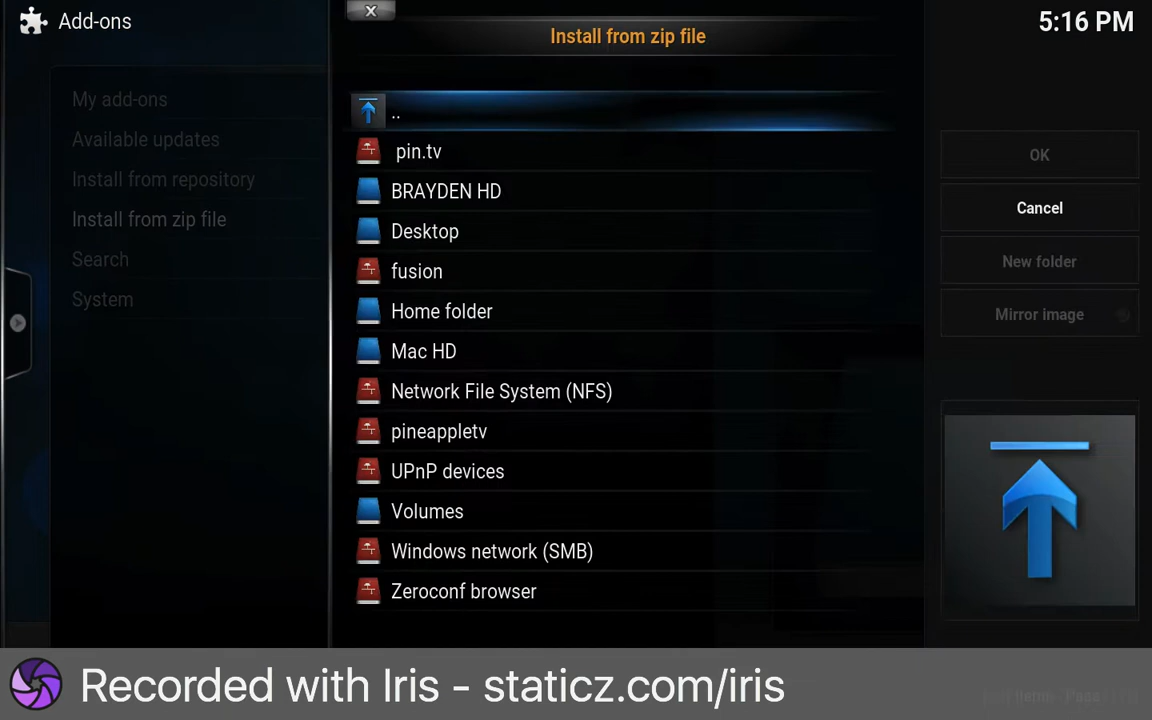 Add-ons
5:16 PM
X
Install from zip file
My add-ons
Available updates
Install from repository
Install from zip file
Search
System
..
pin.tv
BRAYDEN HD
Desktop
fusion
Home folder
Mac HD
Network File System (NFS)
pineappletv
UPnP devices
Volumes
Windows network (SMB)
Zeroconf browser
OK
Cancel
New folder
Mirror image
Recorded with Iris - staticz.com/iris